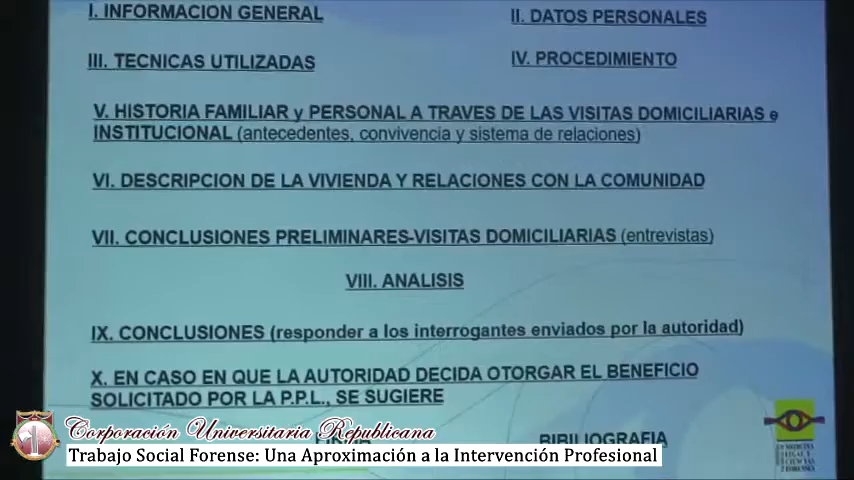 I. INFORMACION GENERAL
II. DATOS PERSONALES
III. TECNICAS UTILIZADAS
IV. PROCEDIMIENTO
V. HISTORIA FAMILIAR y PERSONAL A TRAVES DE LAS VISITAS DOMICILIARIAS e
INSTITUCIONAL (antecedentes, convivencia y sistema de relaciones)
VI. DESCRIPCION DE LA VIVIENDA Y RELACIONES CON LA COMUNIDAD
VII. CONCLUSIONES PRELIMINARES-VISITAS DOMICILIARIAS (entrevistas)
VIII. ANALISIS
IX. CONCLUSIONES (responder a los interrogantes enviados por la autoridad)
X. EN CASO EN QUE LA AUTORIDAD DECIDA OTORGAR EL BENEFICIO
SOLICITADO POR LA P.P.L., SE SUGIERE
BIBLIOGRAFIA
Corporación Universitaria Republicana
Trabajo Social Forense: Una Aproximación a la Intervención Profesional